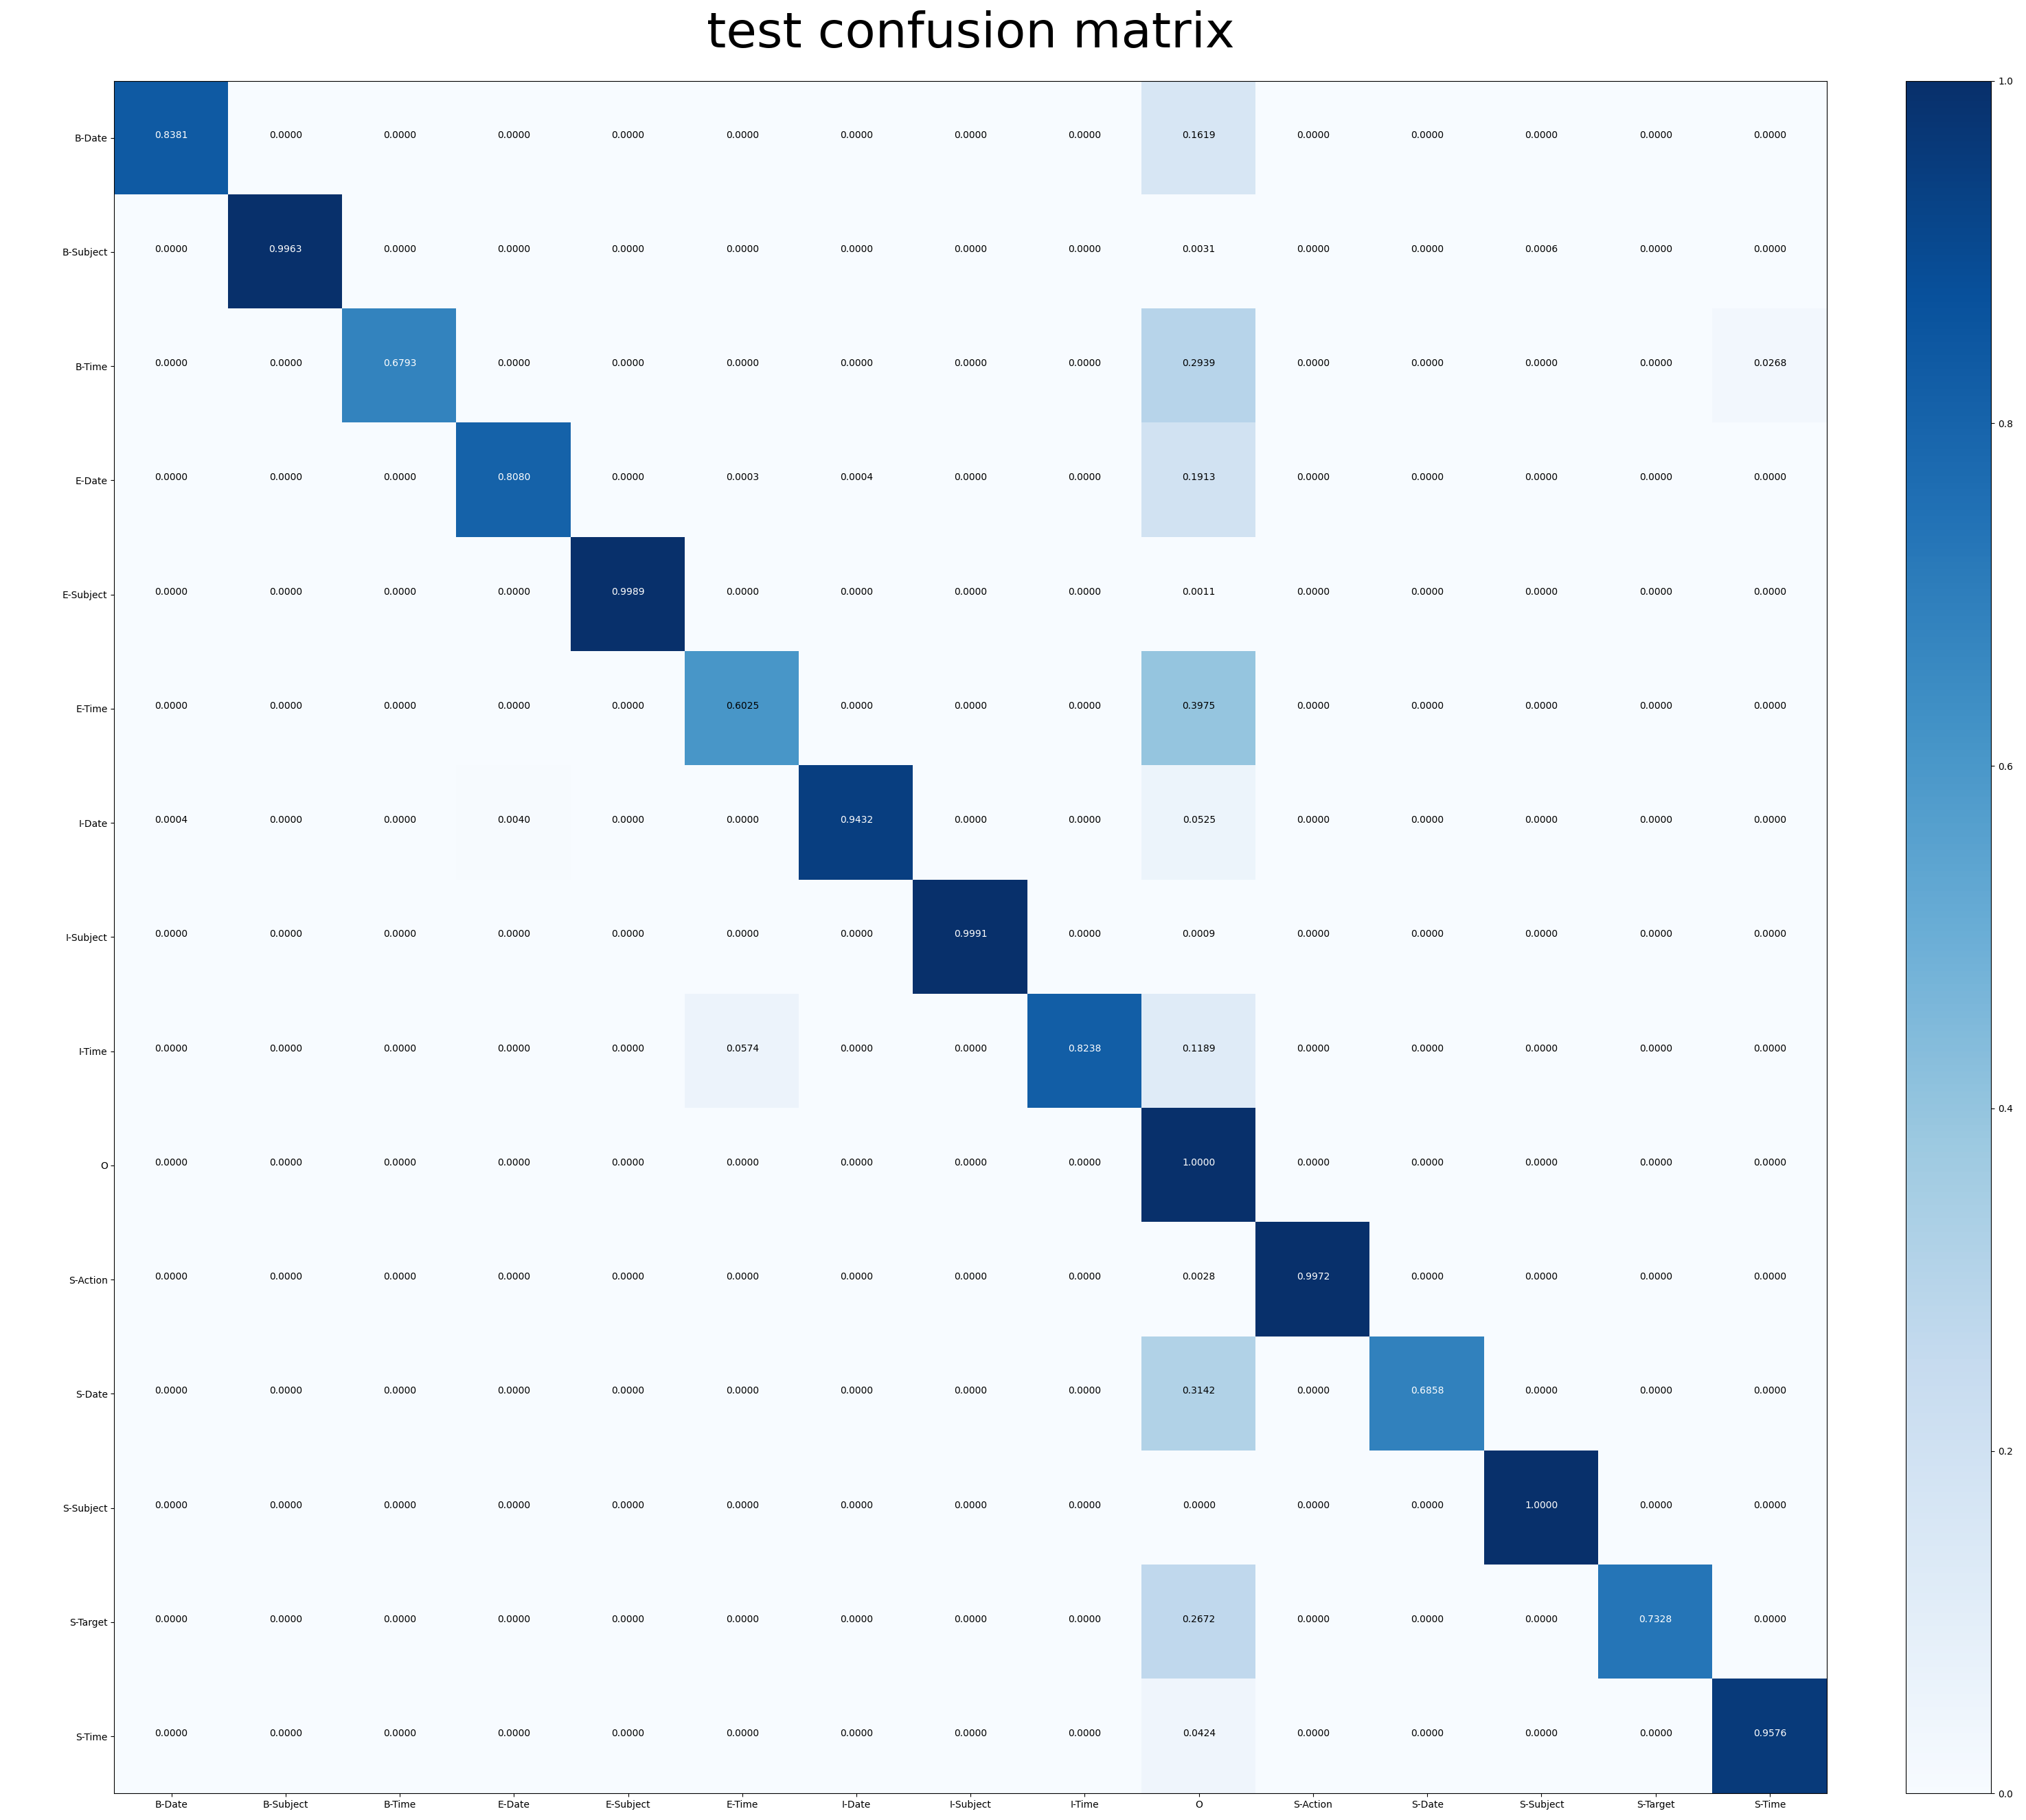 test confusion matrix
1.0
B-Date 0.8381 0.0000 0.0000 0.0000 0.0000 0.0000 0.0000 0.0000 0.0000 0.1619 0.0000 0.0000 0.0000 0.0000 0.0000
B-Subject 0.0000 0.9963 0.0000 0.0000 0.0000 0.0000 0.0000 0.0000 0.0000 0.0031 0.0000 0.0000 0.0006 0.0000 0.0000
B-Time 0.0000 0.0000 0.6793 0.0000 0.0000 0.0000 0.0000 0.0000 0.0000 0.2939 0.0000 0.0000 0.0000 0.0000 0.0268
0.8
E-Date 0.0000 0.0000 0.0000 0.8080 0.0000 0.0003 0.0004 0.0000 0.0000 0.1913 0.0000 0.0000 0.0000 0.0000 0.0000
E-Subject 0.0000 0.0000 0.0000 0.0000 0.9989 0.0000 0.0000 0.0000 0.0000 0.0011 0.0000 0.0000 0.0000 0.0000 0.0000
E-Time 0.0000 0.0000 0.0000 0.0000 0.0000 0.6025 0.0000 0.0000 0.0000 0.3975 0.0000 0.0000 0.0000 0.0000 0.0000
0.6
I-Date 0.0004 0.0000 0.0000 0.0040 0.0000 0.0000 0.9432 0.0000 0.0000 0.0525 0.0000 0.0000 0.0000 0.0000 0.0000
I-Subject 0.0000 0.0000 0.0000 0.0000 0.0000 0.0000 0.0000 0.9991 0.0000 0.0009 0.0000 0.0000 0.0000 0.0000 0.0000
I-Time 0.0000 0.0000 0.0000 0.0000 0.0000 0.0574 0.0000 0.0000 0.8238 0.1189 0.0000 0.0000 0.0000 0.0000 0.0000
0.4
O 0.0000 0.0000 0.0000 0.0000 0.0000 0.0000 0.0000 0.0000 0.0000 1.0000 0.0000 0.0000 0.0000 0.0000 0.0000
S-Action 0.0000 0.0000 0.0000 0.0000 0.0000 0.0000 0.0000 0.0000 0.0000 0.0028 0.9972 0.0000 0.0000 0.0000 0.0000
S-Date 0.0000 0.0000 0.0000 0.0000 0.0000 0.0000 0.0000 0.0000 0.0000 0.3142 0.0000 0.6858 0.0000 0.0000 0.0000
0.2
S-Subject 0.0000 0.0000 0.0000 0.0000 0.0000 0.0000 0.0000 0.0000 0.0000 0.0000 0.0000 0.0000 1.0000 0.0000 0.0000
S-Target 0.0000 0.0000 0.0000 0.0000 0.0000 0.0000 0.0000 0.0000 0.0000 0.2672 0.0000 0.0000 0.0000 0.7328 0.0000
S-Time 0.0000 0.0000 0.0000 0.0000 0.0000 0.0000 0.0000 0.0000 0.0000 0.0424 0.0000 0.0000 0.0000 0.0000 0.9576
0.0
B-Date B-Subject B-Time E-Date E-Subject E-Time I-Date I-Subject I-Time O S-Action S-Date S-Subject S-Target S-Time